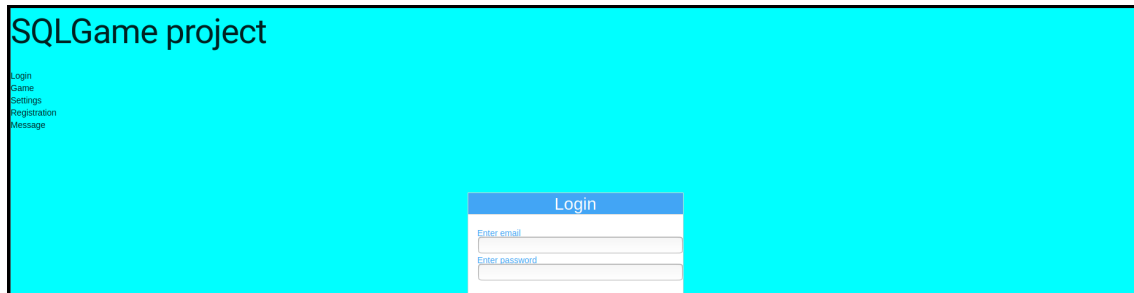 SQLGame project
Login
Game
Settings
Registration
Message
Login
Enter email
Enter password